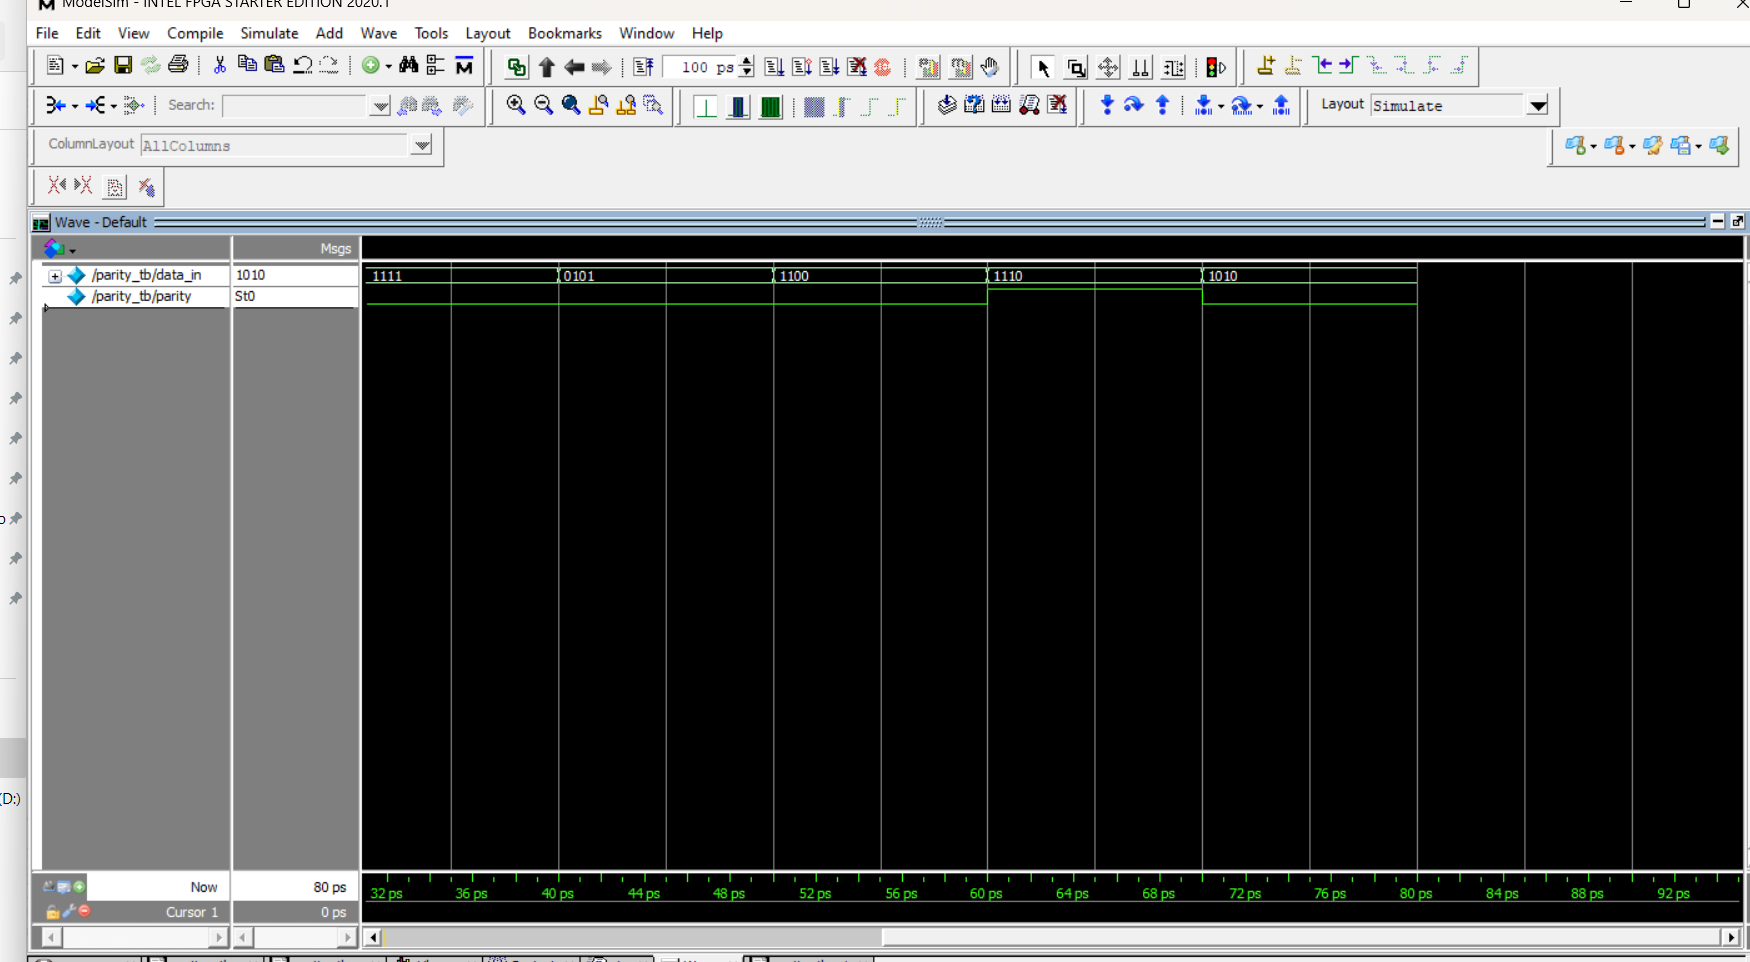 ModelSim - INTEL FPGA STARTER EDITION 2020.1
File Edit View Compile Simulate Add Wave Tools Layout Bookmarks Window Help
100 ps
Search:
Layout Simulate
ColumnLayout AllColumns
Wave - Default
Msgs
/parity_tb/data_in 1010 1111 0101 1100 1110 1010
/parity_tb/parity St0
(D:)
Now 80 ps 32 ps 36 ps 40 ps 44 ps 48 ps 52 ps 56 ps 60 ps 64 ps 68 ps 72 ps 76 ps 80 ps 84 ps 88 ps 92 ps
Cursor 1 0 ps